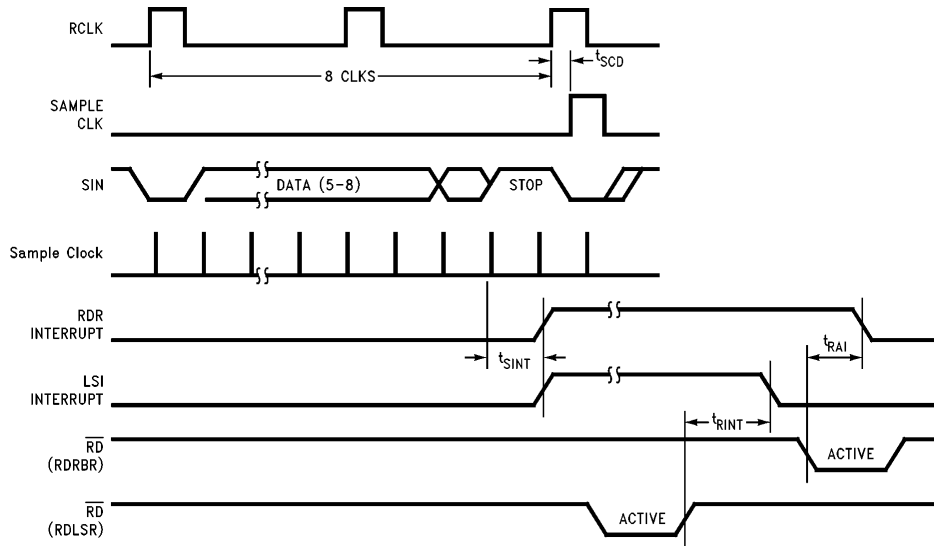 RCLK
8 CLKS
tSCD
SAMPLE
CLK
SIN
DATA (5-8)
STOP
Sample Clock
RDR
INTERRUPT
tSINT
tRAI
LSI
INTERRUPT
tRINT
RD
(RDRBR)
ACTIVE
RD
(RDLSR)
ACTIVE